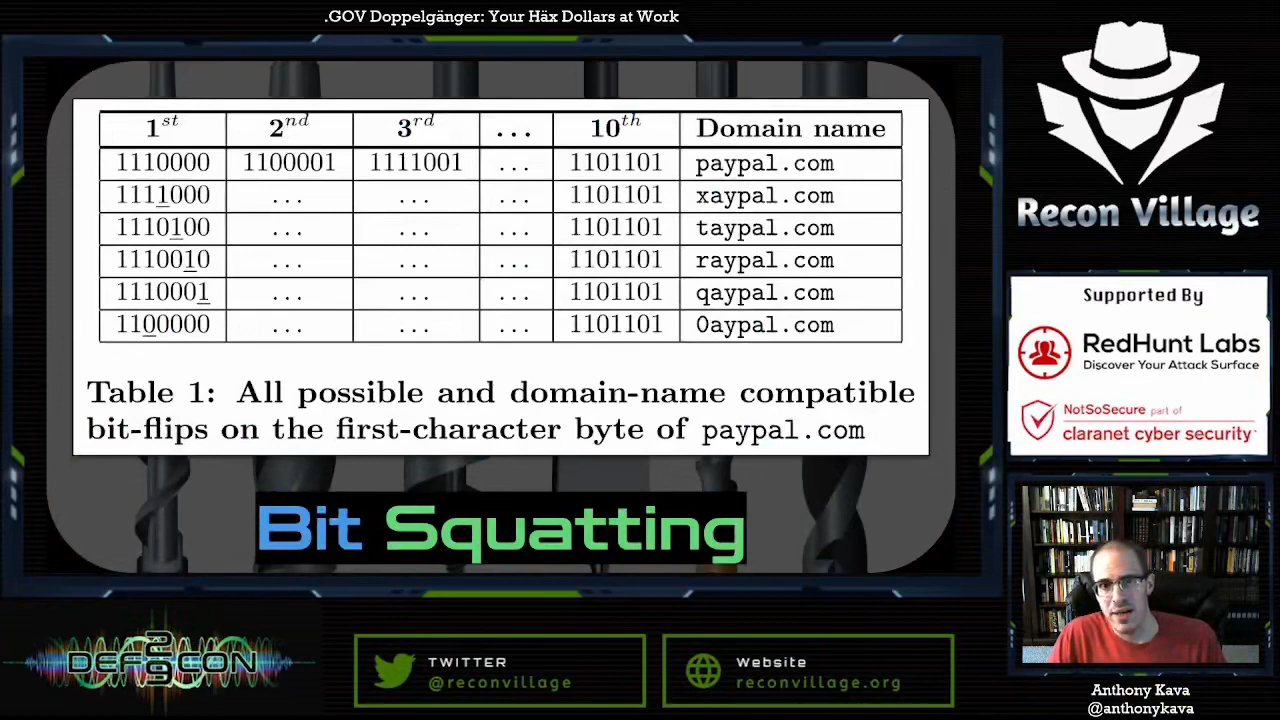 .GOV Doppelgänger: Your Häx Dollars at Work
1st 2nd 3rd ... 10th Domain name
1110000 1100001 1111001 ... 1101101 paypal.com
1111000 ... ... ... 1101101 xaypal.com
1110100 ... ... ... 1101101 taypal.com
1110010 ... ... ... 1101101 raypal.com
1110001 ... ... ... 1101101 qaypal.com
1100000 ... ... ... 1101101 0aypal.com
Table 1: All possible and domain-name compatible
bit-flips on the first-character byte of paypal.com
Bit Squatting
Recon Village
Supported By
RedHunt Labs
Discover Your Attack Surface
NotSoSecure part of
claranet cyber security
DEF CON
29
TWITTER
@reconvillage
Website
reconvillage.org
Anthony Kava
@anthonykava